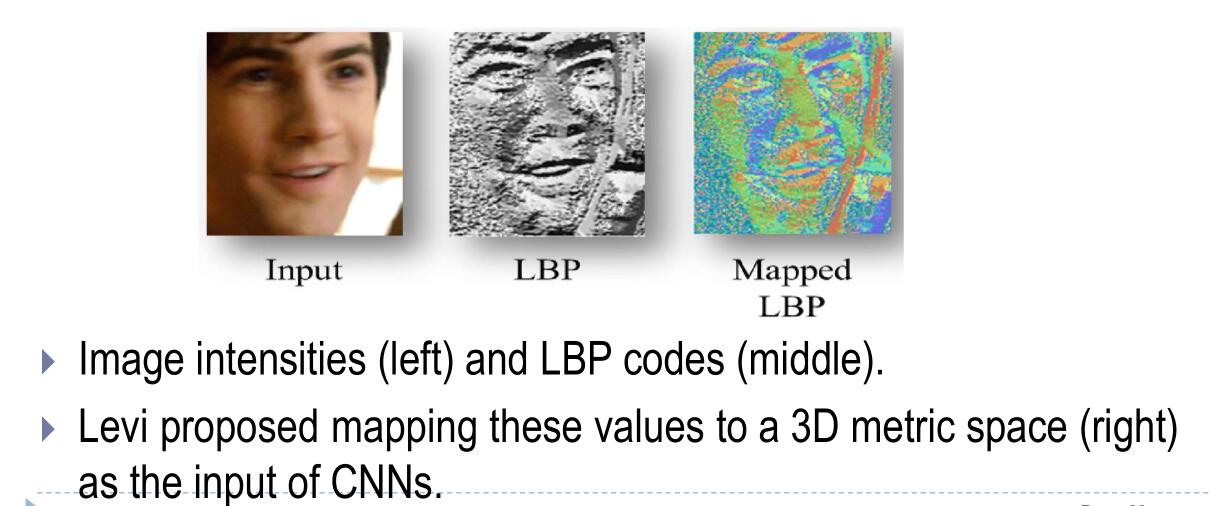 Input LBP Mapped
LBP
Image intensities (left) and LBP codes (middle).
Levi proposed mapping these values to a 3D metric space (right)
as the input of CNNs.